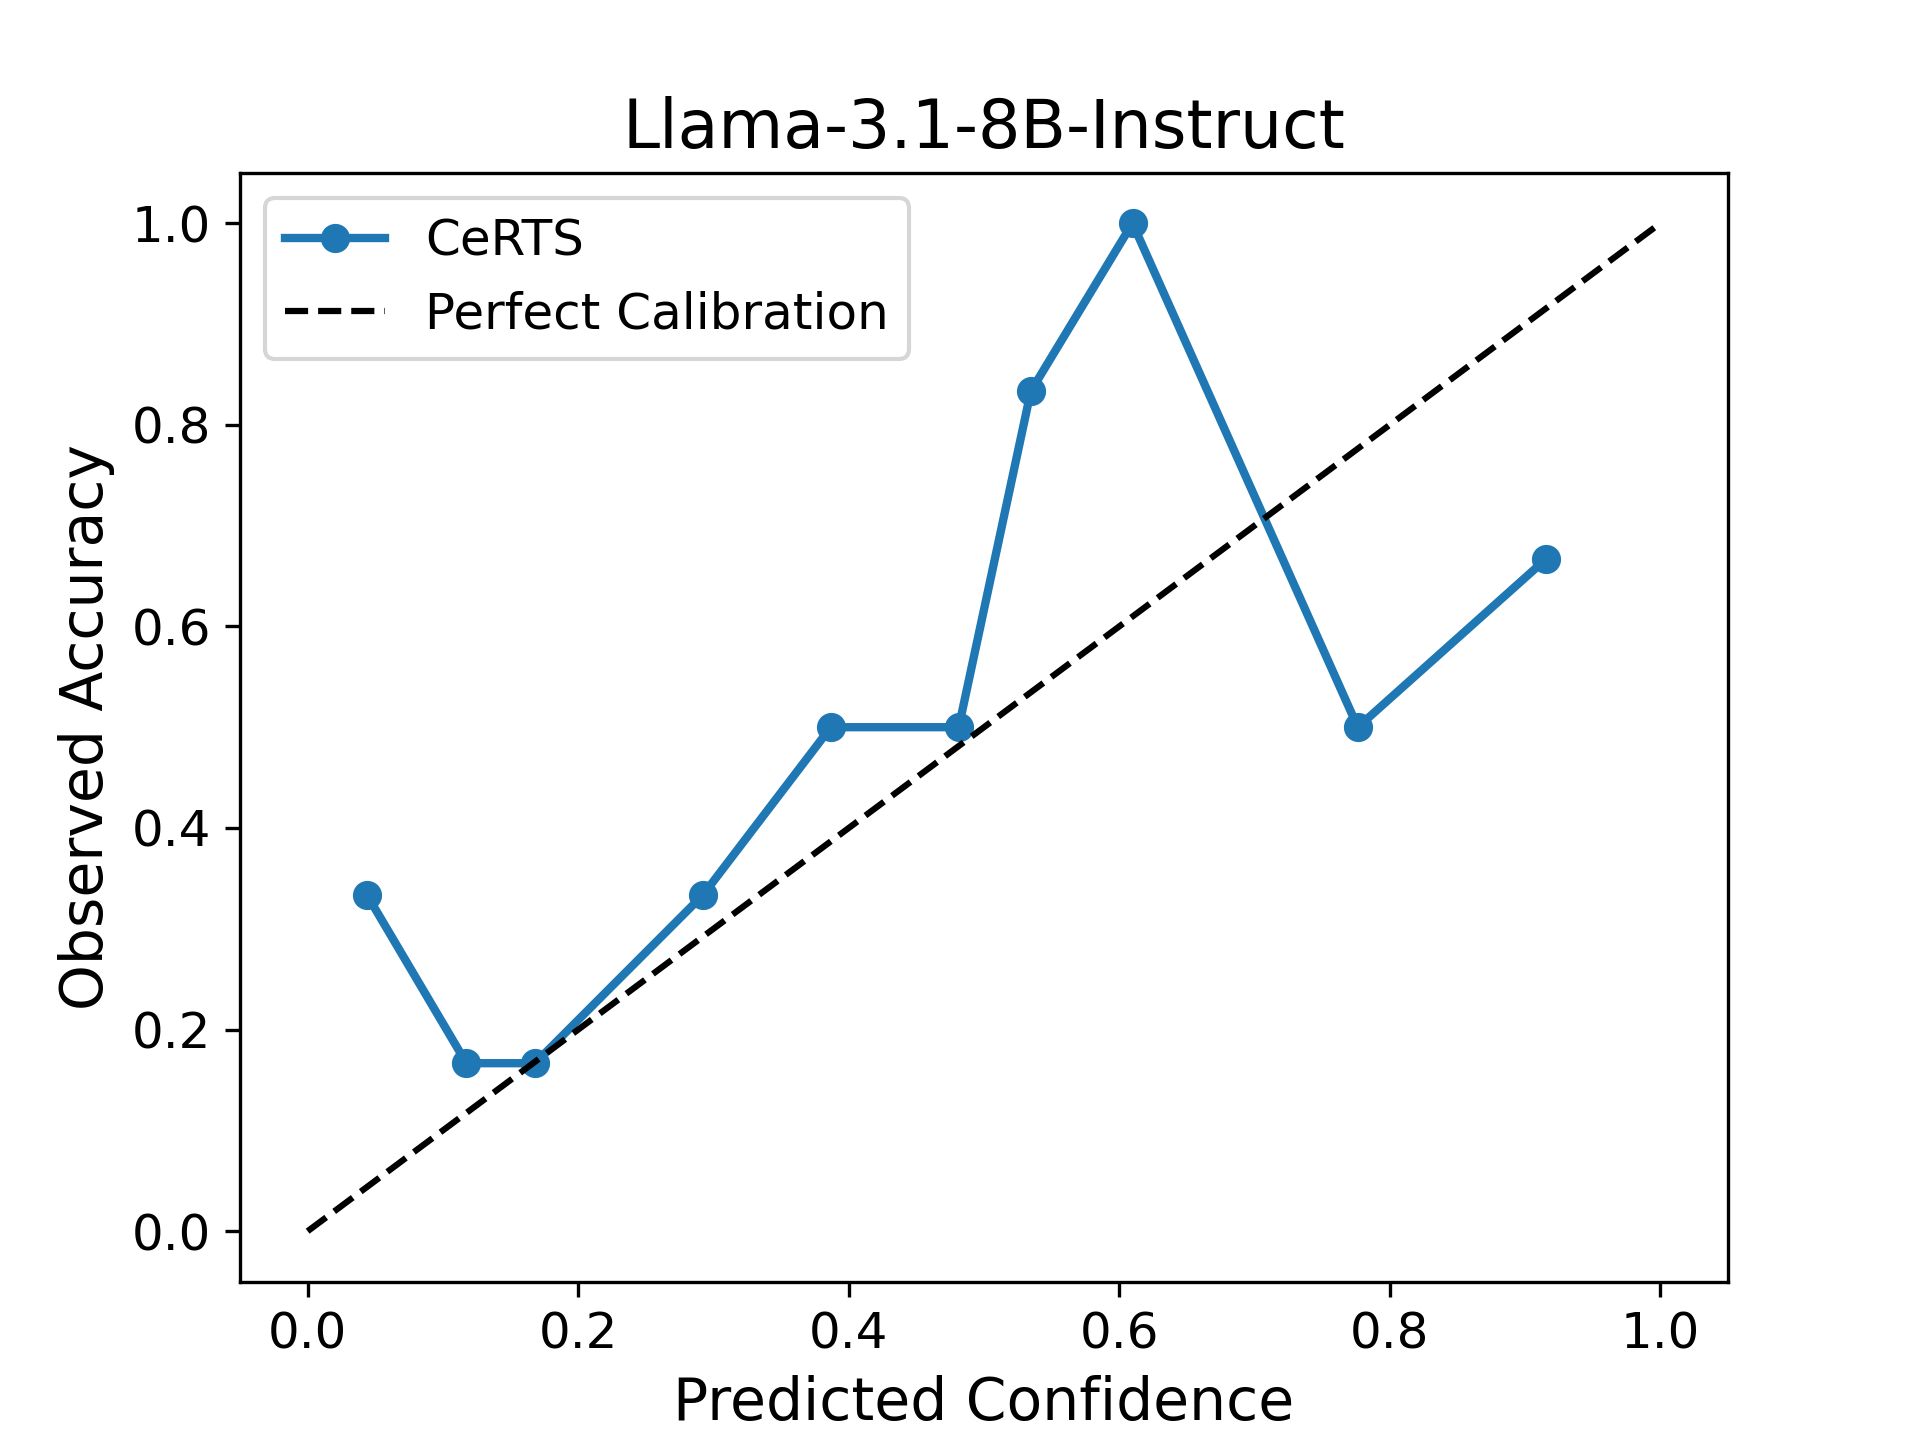 Llama-3.1-8B-Instruct
CeRTS
Perfect Calibration
1.0
0.8
0.6
0.4
0.2
0.0
Observed Accuracy
0.0 0.2 0.4 0.6 0.8 1.0
Predicted Confidence